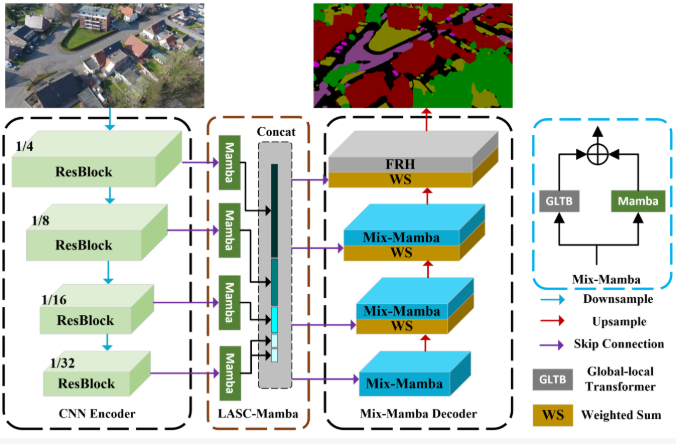 Concat
1/4
ResBlock
Mamba
FRH
WS
GLTB
Mamba
1/8
ResBlock
Mamba
Mix-Mamba
WS
Mix-Mamba
1/16
ResBlock
Mamba
Mix-Mamba
WS
Downsample
Upsample
Skip Connection
1/32
ResBlock
Mamba
Mix-Mamba
GLTB
Global-local
Transformer
WS
Weighted Sum
CNN Encoder
LASC-Mamba
Mix-Mamba Decoder